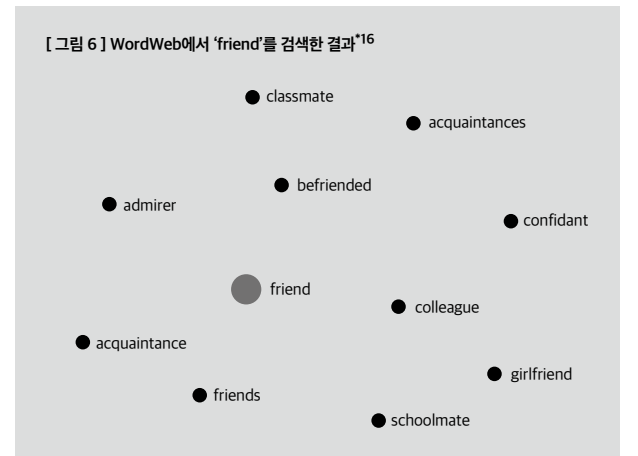 [ 그림 6 ] WordWeb에서 ‘friend’를 검색한 결과*16
classmate
acquaintances
befriended
admirer
confidant
friend
colleague
acquaintance
girlfriend
friends
schoolmate